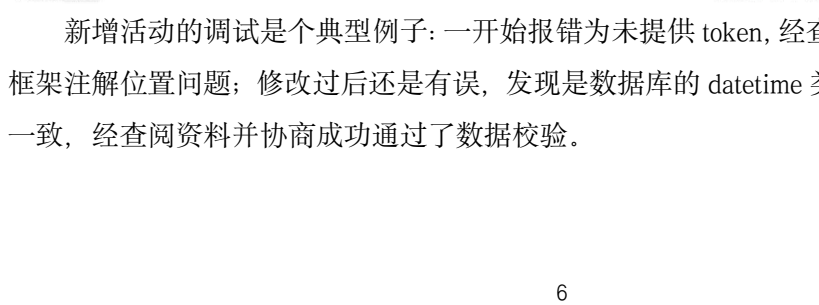 新增活动的调试是个典型例子：一开始报错为未提供 token, 经
框架注解位置问题；修改过后还是有误，发现是数据库的 datetime
一致，经查阅资料并协商成功通过了数据校验。
6